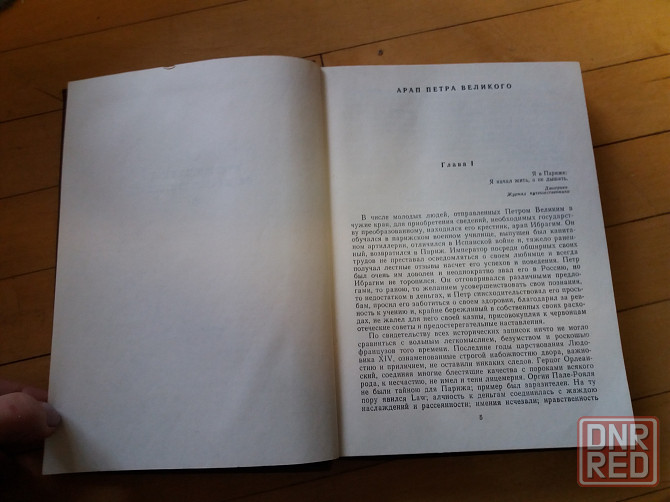 АРАП ПЕТРА ВЕЛИКОГО
Глава I
Я в Париже:
Я начал жить, а не дышать.
Дмитриев.
Журнал путешественника
В числе молодых людей, отправленных Петром Великим в
чужие края, для приобретения сведений, необходимых государст-
ву преобразованному, находился его крестник, арап Ибрагим. Он
обучался в парижском военном училище, выпущен был капита-
ном артиллерии, отличился в Испанской войне и, тяжело ранен-
ный, возвратился в Париж. Император посреди обширных своих
трудов не преставал осведомляться о своем любимце и всегда
получал лестные отзывы насчет его успехов и поведения. Петр
был очень им доволен и неоднократно звал его в Россию, но
Ибрагим не торопился. Он отговаривался различными предло-
гами, то раною, то желанием усовершенствовать свои познания,
то недостатком в деньгах, и Петр снисходительствовал его прось-
бам, просил его заботиться о своем здоровии, благодарил за рев-
ность к учению и, крайне бережливый в собственных своих расхо-
дах, не жалел для него своей казны, присовокупляя к червонцам
отеческие советы и предостерегательные наставления.
По свидетельству всех исторических записок ничто не могло
сравниться с вольным легкомыслием, безумством и роскошью
французов того времени. Последние годы царствования Людо-
вика XIV, ознаменованные строгой набожностию двора, важно-
стию и приличием, не оставили никаких следов. Герцог Орлеан-
ский, соединяя многие блестящие качества с пороками всякого
рода, к несчастию, не имел и тени лицемерия. Оргии Пале-Рояля
не были тайною для Парижа; пример был заразителен. На ту
пору явился Law; алчность к деньгам соединилась с жаждою
наслаждений и рассеянности; имения исчезали; нравственность
5
DNR
RED